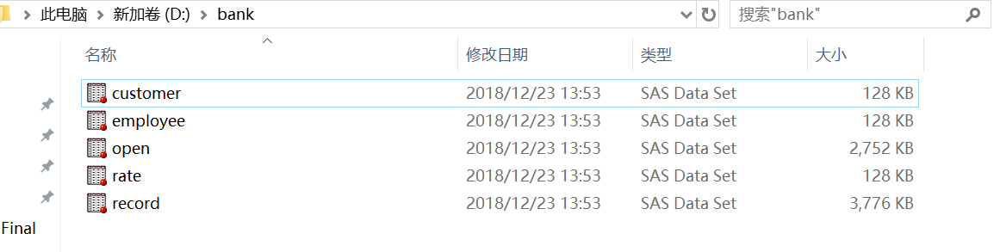 此电脑 新加卷 (D:) bank 搜索"bank"
名称 修改日期 类型 大小
customer 2018/12/23 13:53 SAS Data Set 128 KB
employee 2018/12/23 13:53 SAS Data Set 128 KB
open 2018/12/23 13:53 SAS Data Set 2,752 KB
rate 2018/12/23 13:53 SAS Data Set 128 KB
record 2018/12/23 13:53 SAS Data Set 3,776 KB
Final